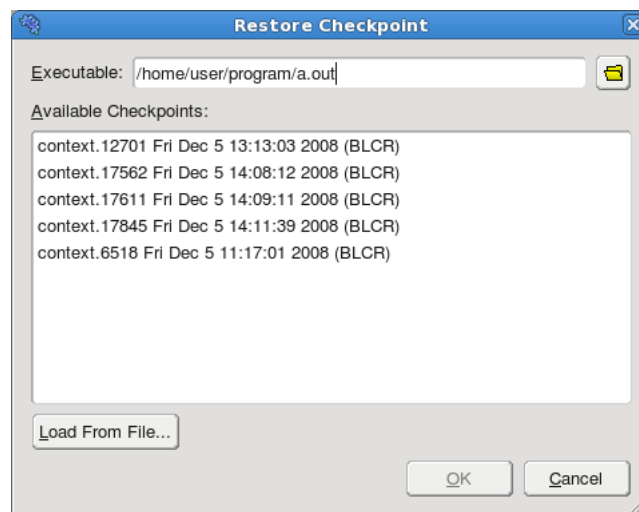 Restore Checkpoint
Executable: /home/user/program/a.out
Available Checkpoints:
context.12701 Fri Dec 5 13:13:03 2008 (BLCR)
context.17562 Fri Dec 5 14:08:12 2008 (BLCR)
context.17611 Fri Dec 5 14:09:11 2008 (BLCR)
context.17845 Fri Dec 5 14:11:39 2008 (BLCR)
context.6518 Fri Dec 5 11:17:01 2008 (BLCR)
Load From File...
OK Cancel